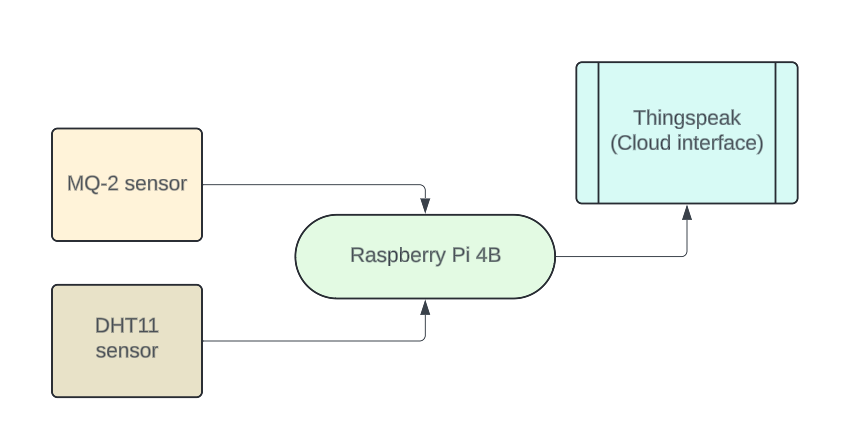 Thingspeak
(Cloud interface)
MQ-2 sensor
Raspberry Pi 4B
DHT11
sensor